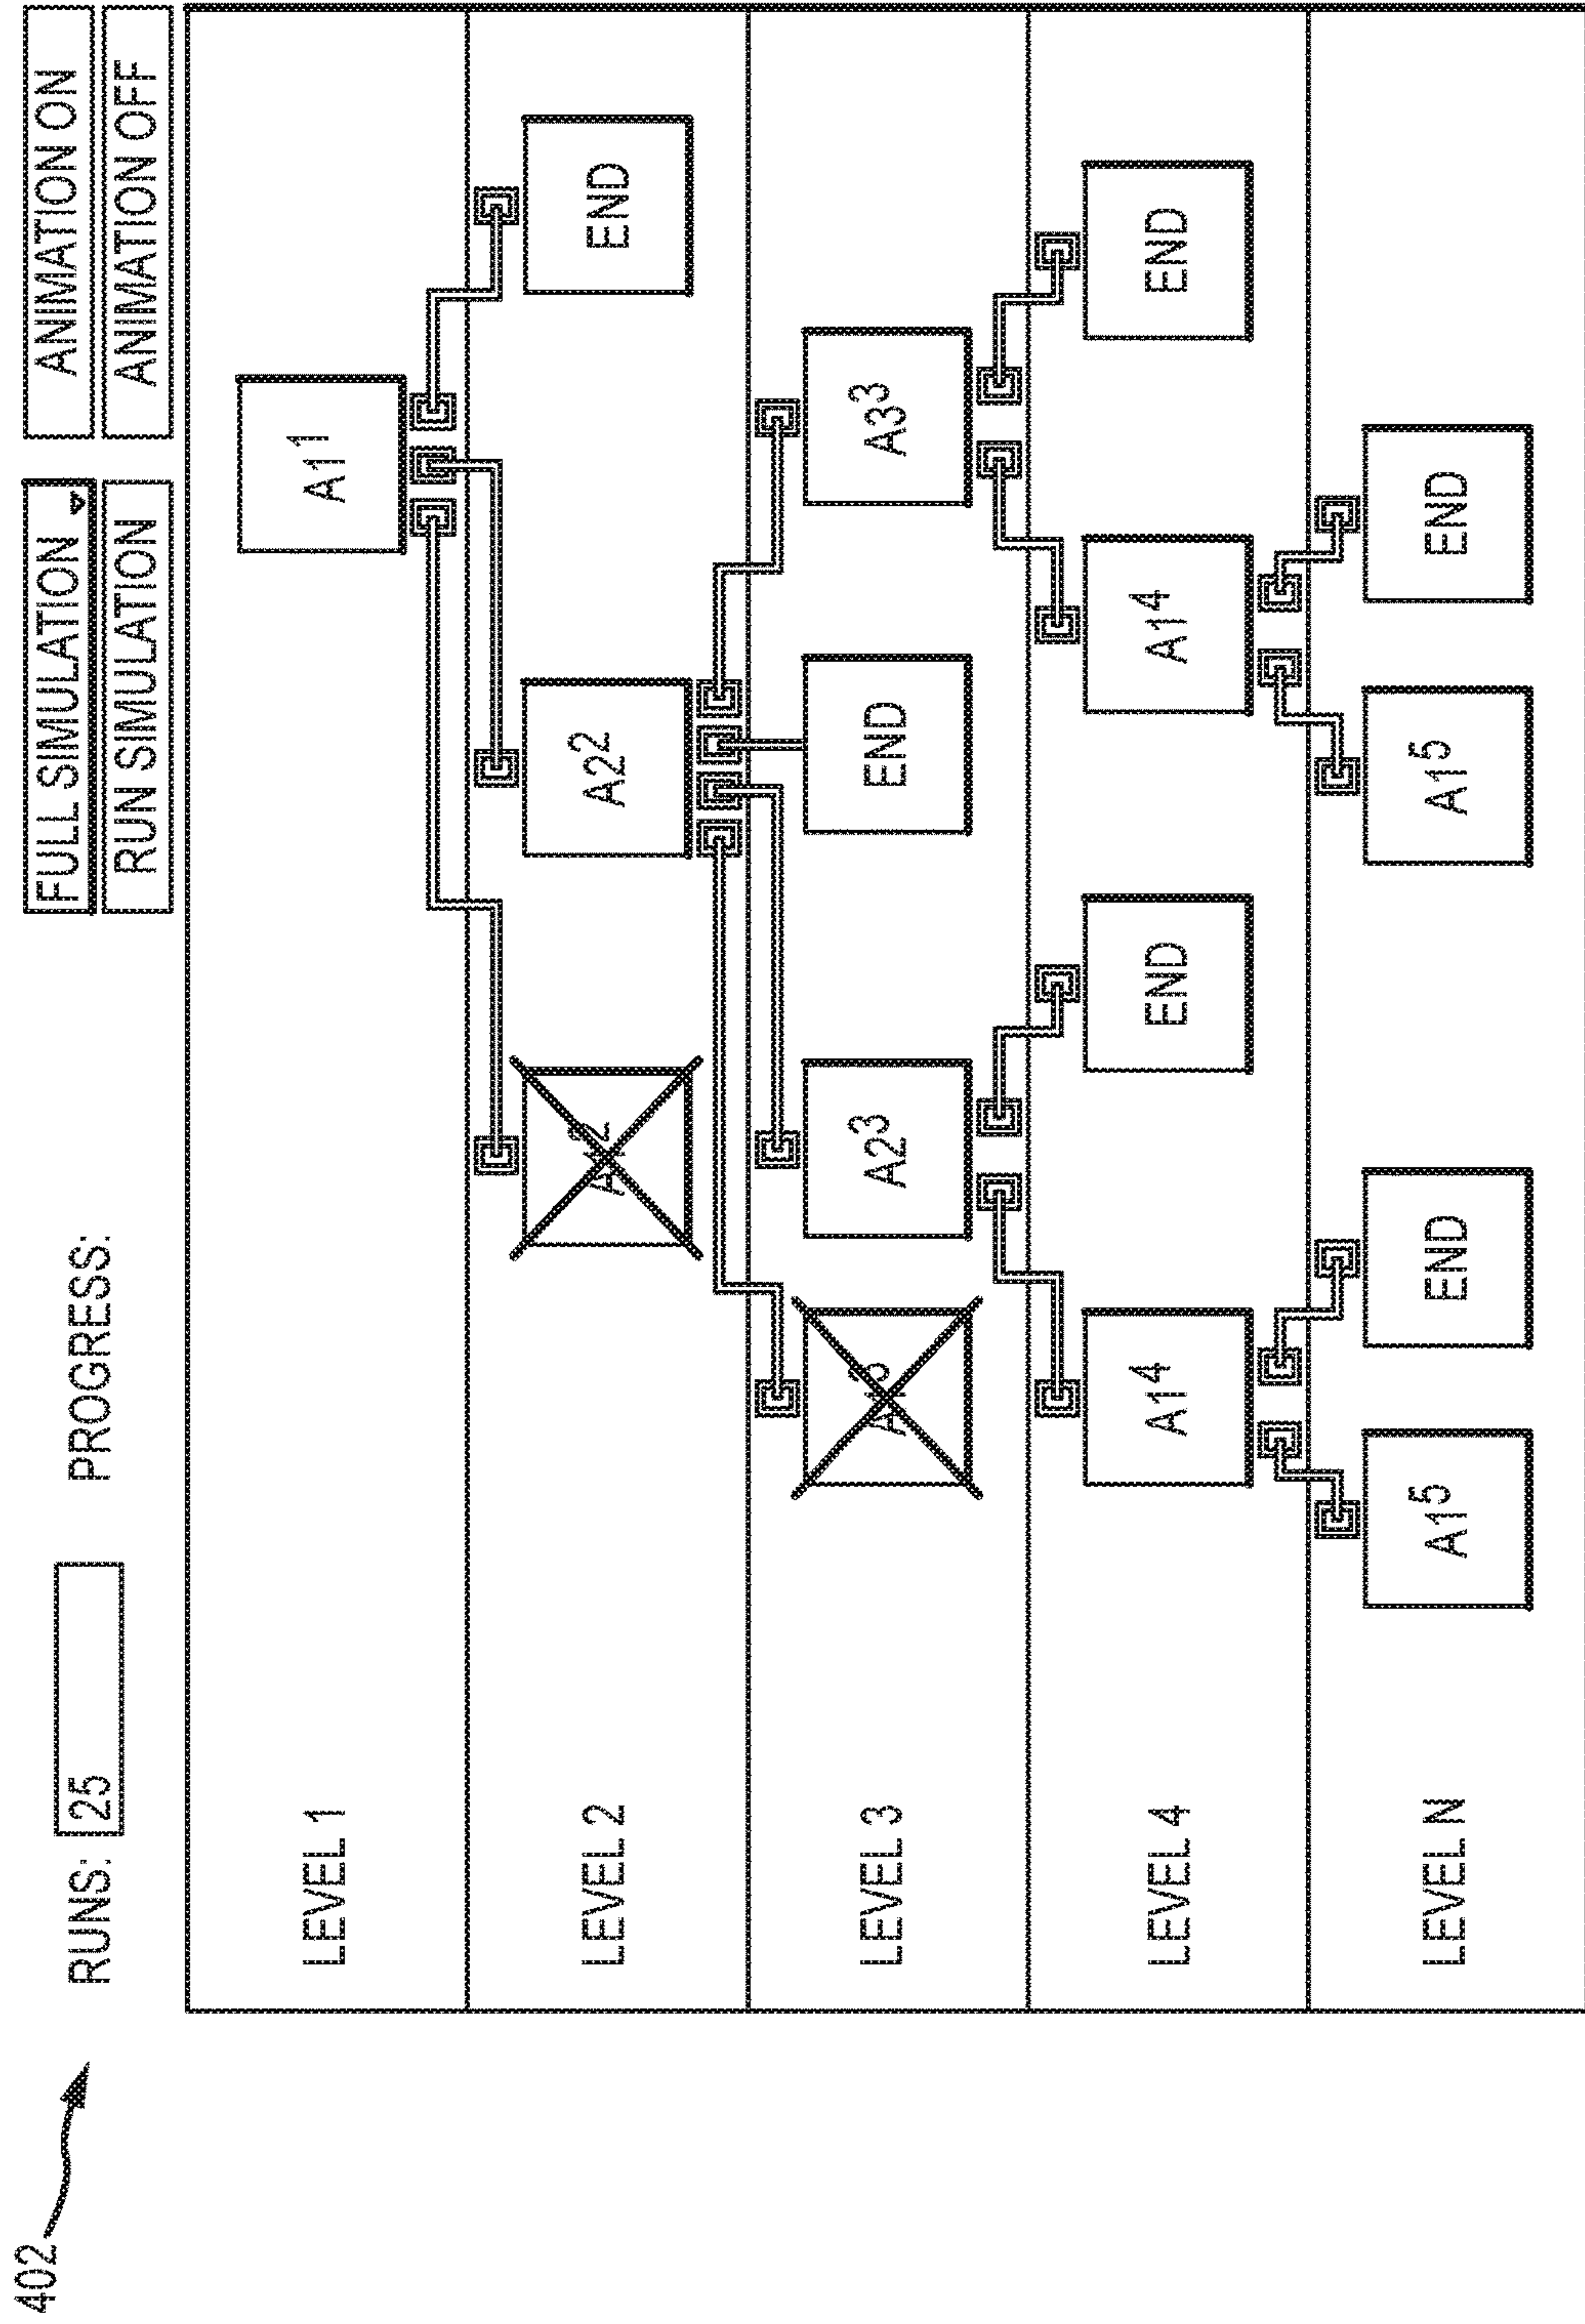 402
RUNS: 25 PROGRESS: FULL SIMULATION ANIMATION ON
RUN SIMULATION ANIMATION OFF
LEVEL 1 A1¹
LEVEL 2 A2² END
LEVEL 3 A2³ END A3³
LEVEL 4 A1⁴ END A1⁴ END
LEVEL N A1⁵ END A1⁵ END